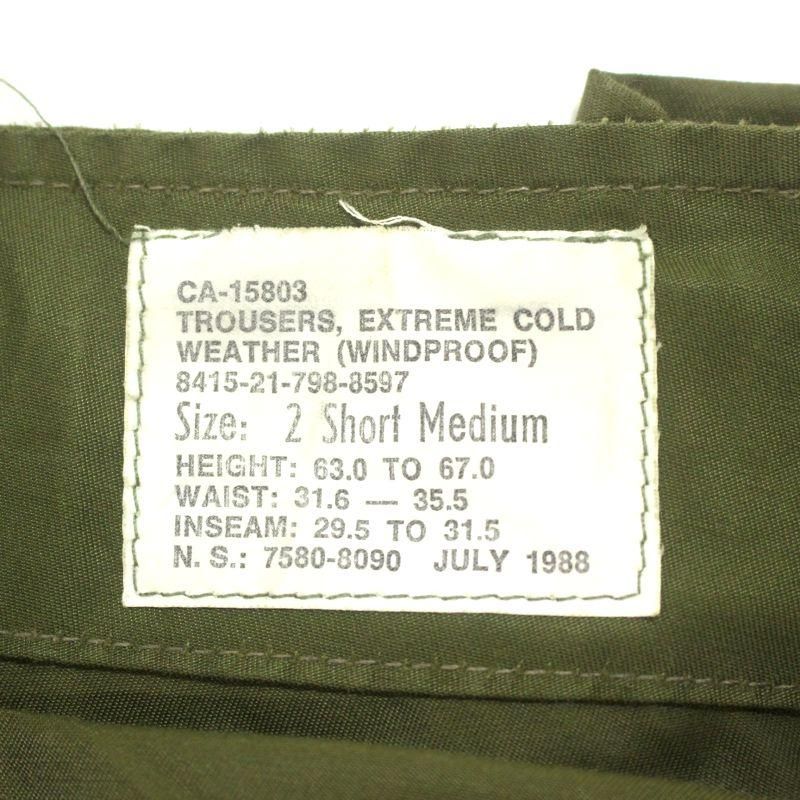 CA-15803
TROUSERS, EXTREME COLD
WEATHER (WINDPROOF)
8415-21-798-8597
Size: 2 Short Medium
HEIGHT: 63.0 TO 67.0
WAIST: 31.6 — 35.5
INSEAM: 29.5 TO 31.5
N. S.: 7580-8090 JULY 1988